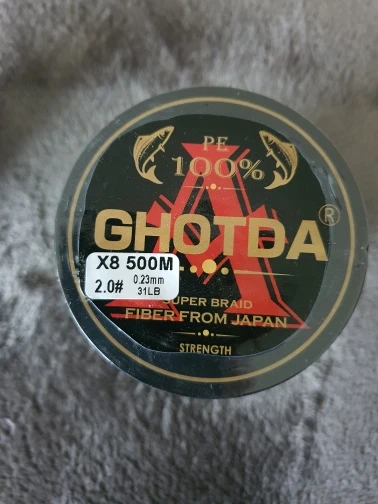 PE
100%
GHOTDA®
X8 500M
2.0# 0.23mm
31LB
SUPER BRAID
FIBER FROM JAPAN
STRENGTH